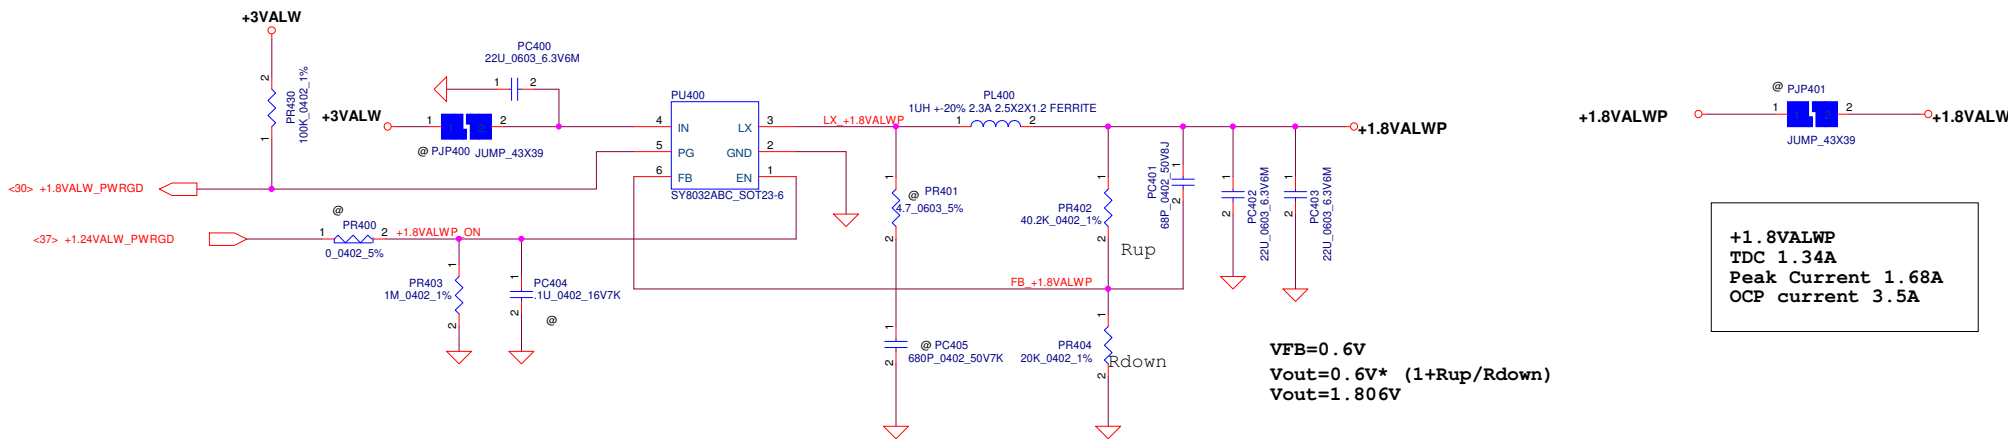 +3VALW
PC400
22U_0603_6.3V6M
1 2
2
PR430
100K_0402_1%
1
+3VALW
1 2
1 2
@ PJP400 JUMP_43X39
PU400
4 IN LX 3
5 PG GND 2
6 FB EN 1
SY8032ABC_SOT23-6
LX_+1.8VALWP
PL400
1UH +-20% 2.3A 2.5X2X1.2 FERRITE
1 2
+1.8VALWP
<30> +1.8VALW_PWRGD
<37> +1.24VALW_PWRGD
@
PR400
1 2
0_0402_5%
+1.8VALWP_ON
1
PR403
1M_0402_1%
2
1
PC404
.1U_0402_16V7K
2
@
1
@ PR401
4.7_0603_5%
2
1
@ PC405
680P_0402_50V7K
2
1
PR402
40.2K_0402_1%
2
Rup
FB_+1.8VALWP
1
PR404
20K_0402_1%
2
Rdown
PC401
68P_0402_50V8J
1
2
1
2
PC402
22U_0603_6.3V6M
1
2
PC403
22U_0603_6.3V6M
VFB=0.6V
Vout=0.6V* (1+Rup/Rdown)
Vout=1.806V
@ PJP401
+1.8VALWP
1 2
1 2
+1.8VALW
JUMP_43X39
+1.8VALWP
TDC 1.34A
Peak Current 1.68A
OCP current 3.5A